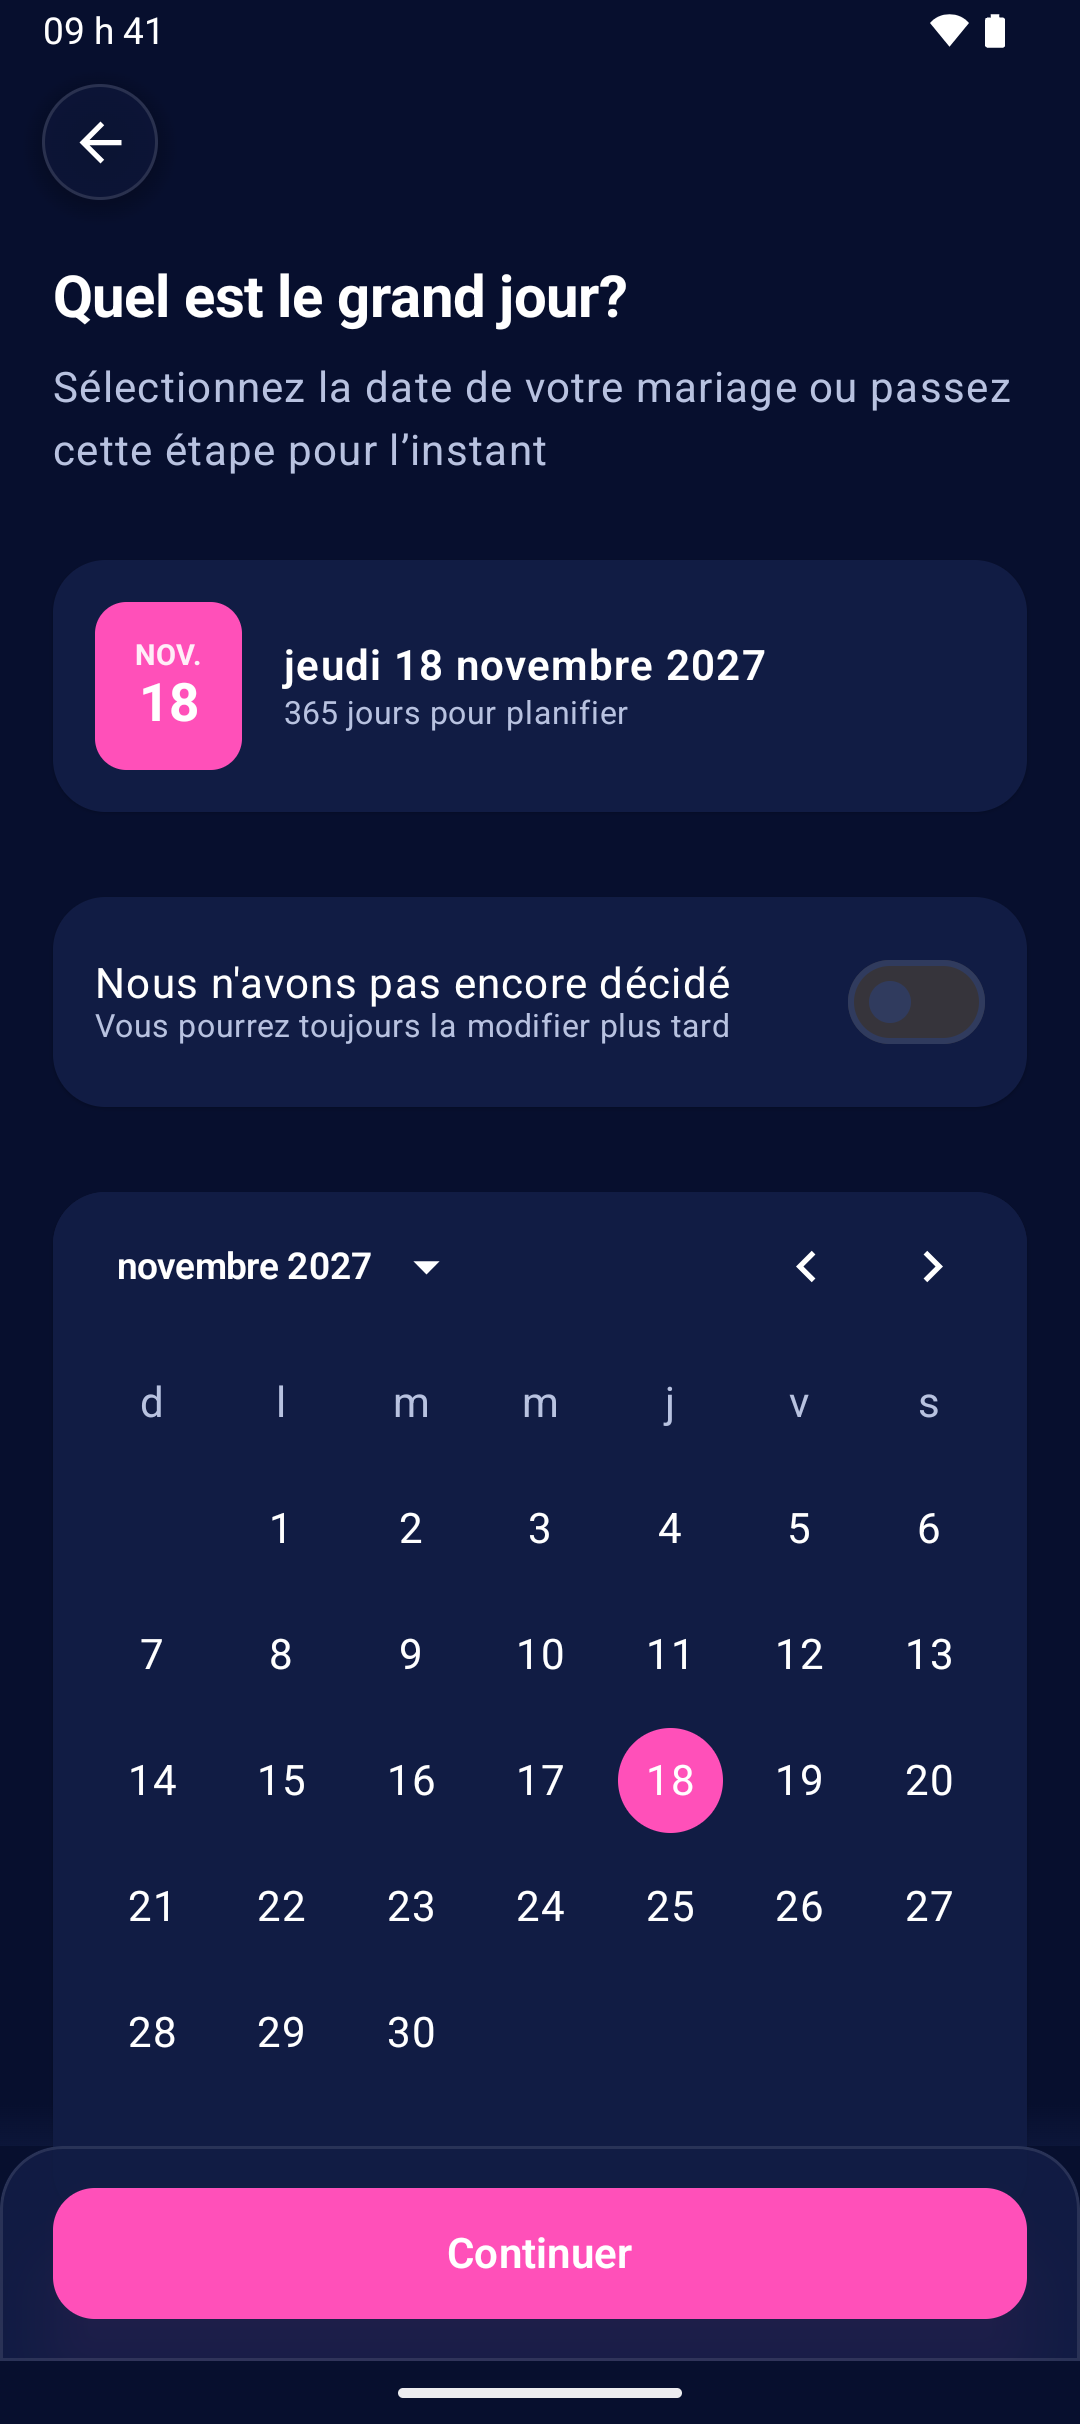 09 h 41
Quel est le grand jour?
Sélectionnez la date de votre mariage ou passez
cette étape pour l’instant
NOV.
18
jeudi 18 novembre 2027
365 jours pour planifier
Nous n'avons pas encore décidé
Vous pourrez toujours la modifier plus tard
novembre 2027
d l m m j v s
1 2 3 4 5 6
7 8 9 10 11 12 13
14 15 16 17 18 19 20
21 22 23 24 25 26 27
28 29 30
Continuer